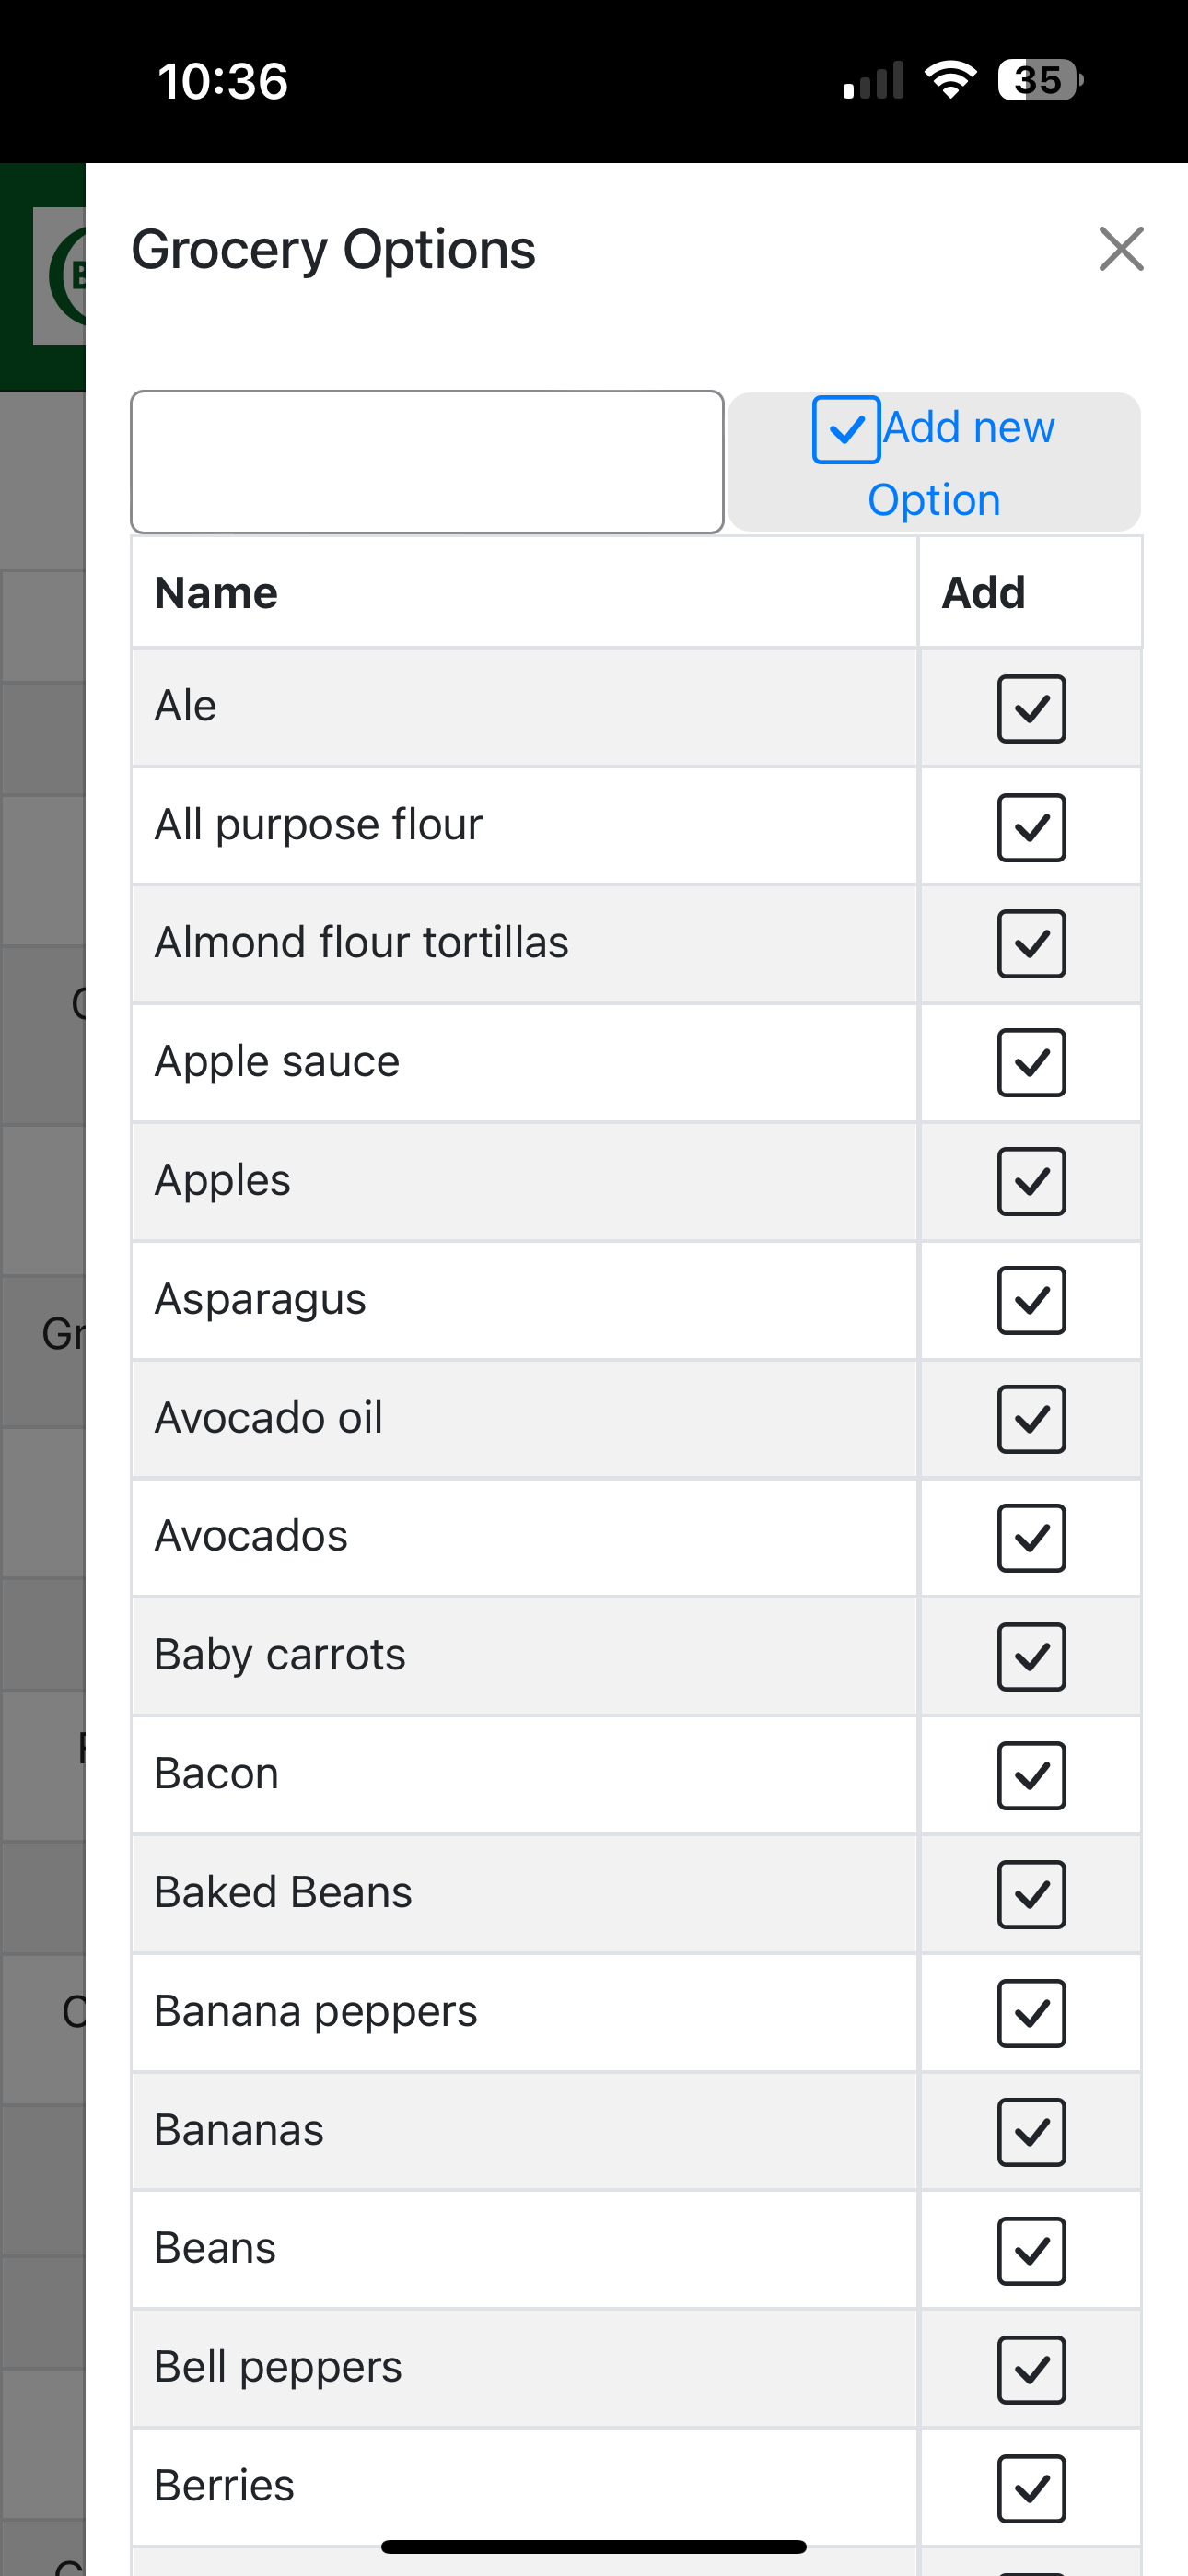 10:36
35
Grocery Options
Add new
Option
Name Add
Ale
All purpose flour
Almond flour tortillas
Apple sauce
Apples
Asparagus
Gr
Avocado oil
Avocados
Baby carrots
Bacon
Baked Beans
Banana peppers
Bananas
Beans
Bell peppers
Berries